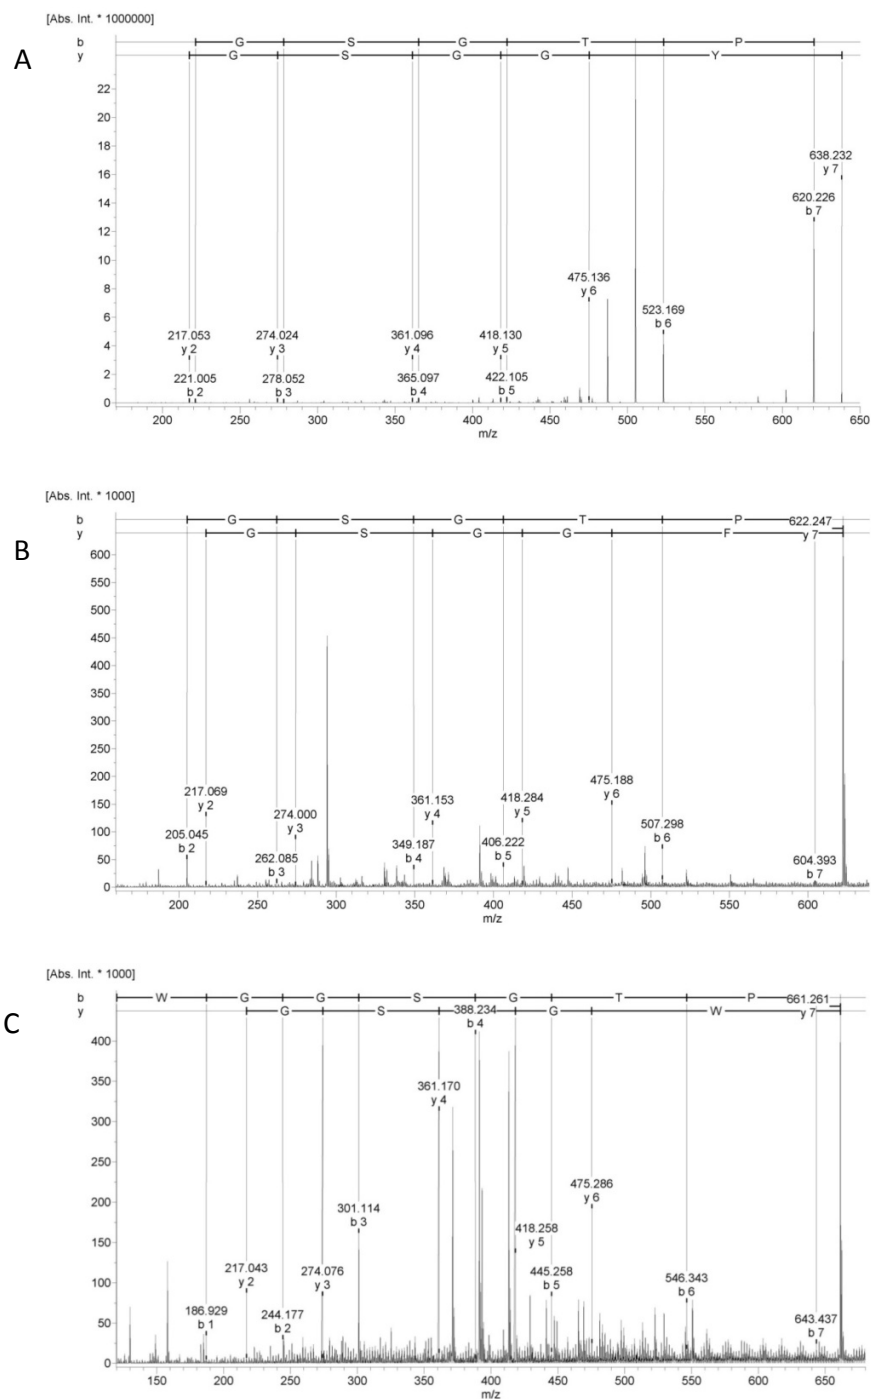 A
[Abs. Int. * 1000000]
b G S G T P
y G S G G Y
22
20
18
16
14
12
10
8
6
4
2
0
638.232
y 7
620.226
b 7
475.136
y 6
523.169
b 6
217.053
y 2
274.024
y 3
361.096
y 4
418.130
y 5
221.005
b 2
278.052
b 3
365.097
b 4
422.105
b 5
200 250 300 350 400 450 500 550 600 650
m/z
B
[Abs. Int. * 1000]
b G S G T P
y G S G G F
622.247
y 7
600
550
500
450
400
350
300
250
200
150
100
50
0
217.069
y 2
274.000
y 3
361.153
y 4
418.284
y 5
475.188
y 6
205.045
b 2
262.085
b 3
349.187
b 4
406.222
b 5
507.298
b 6
604.393
b 7
200 250 300 350 400 450 500 550 600
m/z
C
[Abs. Int. * 1000]
b W G G S G T P
y G S G G W
661.261
y 7
388.234
b 4
400
350
300
250
200
150
100
50
0
361.170
y 4
301.114
b 3
475.286
y 6
418.258
y 5
217.043
y 2
274.076
y 3
445.258
b 5
546.343
b 6
186.929
b 1
244.177
b 2
643.437
b 7
150 200 250 300 350 400 450 500 550 600 650
m/z